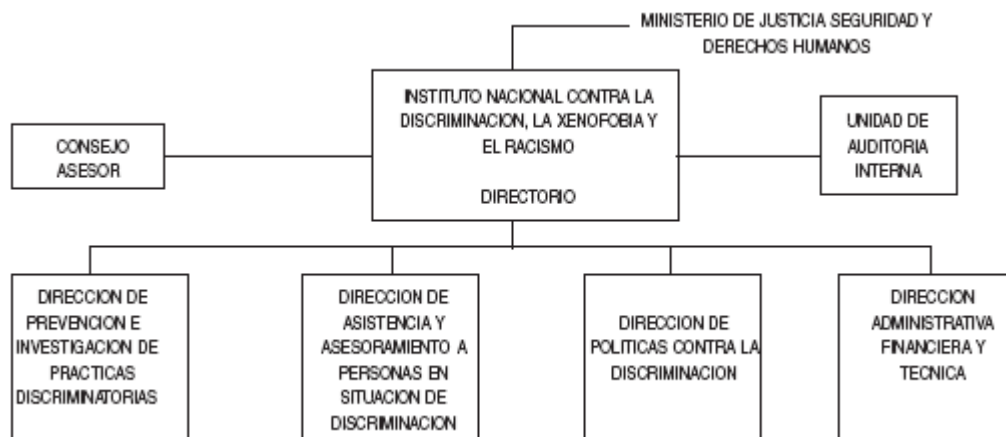 MINISTERIO DE JUSTICIA SEGURIDAD Y
DERECHOS HUMANOS
INSTITUTO NACIONAL CONTRA LA
DISCRIMINACION, LA XENOFOBIA Y
EL RACISMO
DIRECTORIO
CONSEJO
ASESOR
UNIDAD DE
AUDITORIA
INTERNA
DIRECCION DE
PREVENCION E
INVESTIGACION DE
PRACTICAS
DISCRIMINATORIAS
DIRECCION DE
ASISTENCIA Y
ASESORAMIENTO A
PERSONAS EN
SITUACION DE
DISCRIMINACION
DIRECCION DE
POLITICAS CONTRA LA
DISCRIMINACION
DIRECCION
ADMINISTRATIVA
FINANCIERA Y
TECNICA